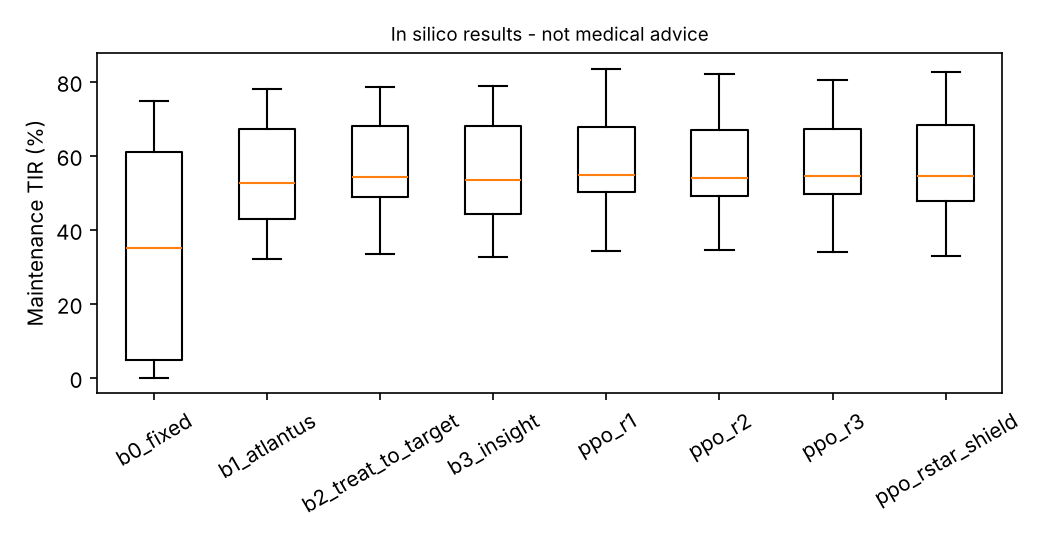 In silico results - not medical advice
Maintenance TIR (%)
80
60
40
20
0
b0_fixed
b1_atlantus
b2_treat_to_target
b3_insight
ppo_r1
ppo_r2
ppo_r3
ppo_rstar_shield